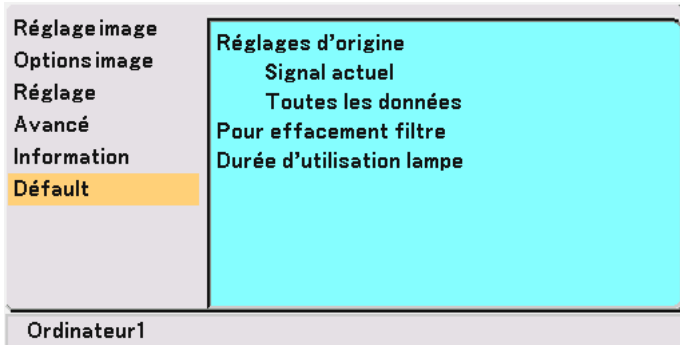 Réglage image
Options image
Réglage
Avancé
Information
Défault
Réglages d'origine
Signal actuel
Toutes les données
Pour effacement filtre
Durée d'utilisation lampe
Ordinateur1